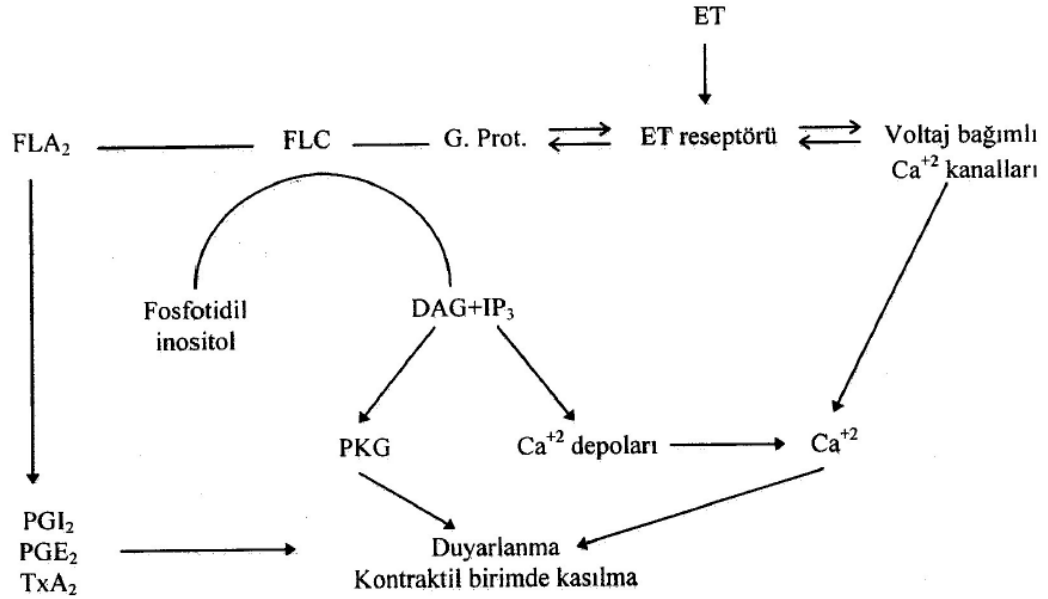 ET
FLA₂ FLC G. Prot. ET reseptörü Voltaj bağımlı
Ca⁺² kanalları
Fosfotidil
inositol
DAG+IP₃
PKG Ca⁺² depoları Ca⁺²
PGI₂
PGE₂
TxA₂
Duyarlanma
Kontraktil birimde kasılma